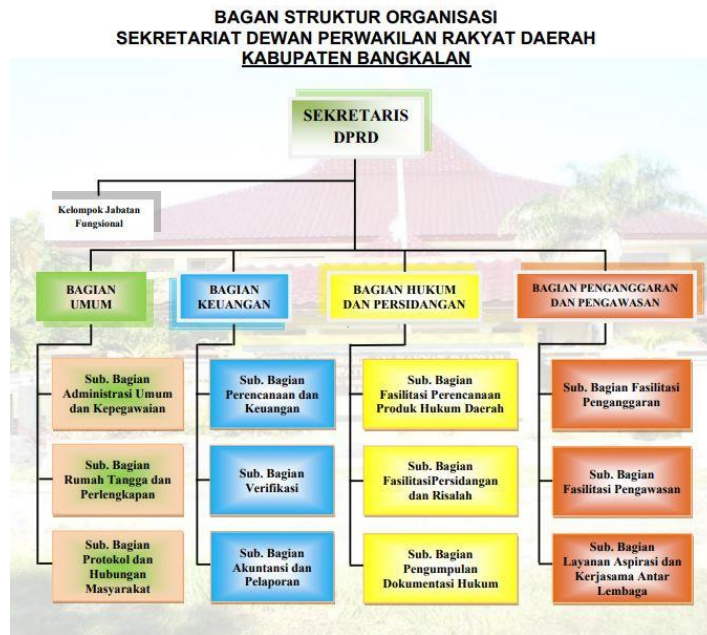 BAGAN STRUKTUR ORGANISASI
SEKRETARIAT DEWAN PERWAKILAN RAKYAT DAERAH
KABUPATEN BANGKALAN
SEKRETARIS
DPRD
Kelompok Jabatan
Fungsional
BAGIAN
UMUM
BAGIAN
KEUANGAN
BAGIAN HUKUM
DAN PERSIDANGAN
BAGIAN PENGANGGARAN
DAN PENGAWASAN
Sub. Bagian
Administrasi Umum
dan Kepegawaian
Sub. Bagian
Perencanaan dan
Keuangan
Sub. Bagian
Fasilitasi Perencanaan
Produk Hukum Daerah
Sub. Bagian Fasilitasi
Penganggaran
Sub. Bagian
Rumah Tangga dan
Perlengkapan
Sub. Bagian
Verifikasi
Sub. Bagian
FasilitasiPersidangan
dan Risalah
Sub. Bagian
Fasilitasi Pengawasan
Sub. Bagian
Protokol dan
Hubungan
Masyarakat
Sub. Bagian
Akuntansi dan
Pelaporan
Sub. Bagian
Pengumpulan
Dokumentasi Hukum
Sub. Bagian
Layanan Aspirasi dan
Kerjasama Antar
Lembaga